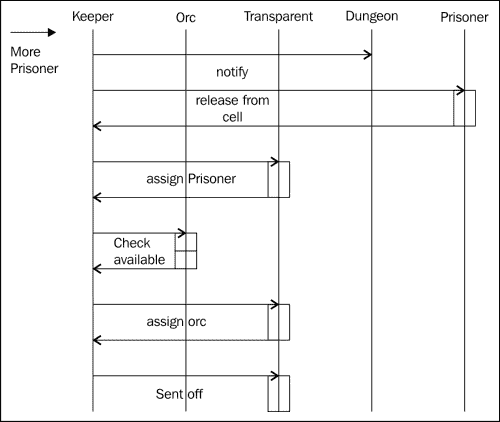 Keeper Orc Transparent Dungeon Prisoner
More
Prisoner
notify
release from
cell
assign Prisoner
Check
available
assign orc
Sent off